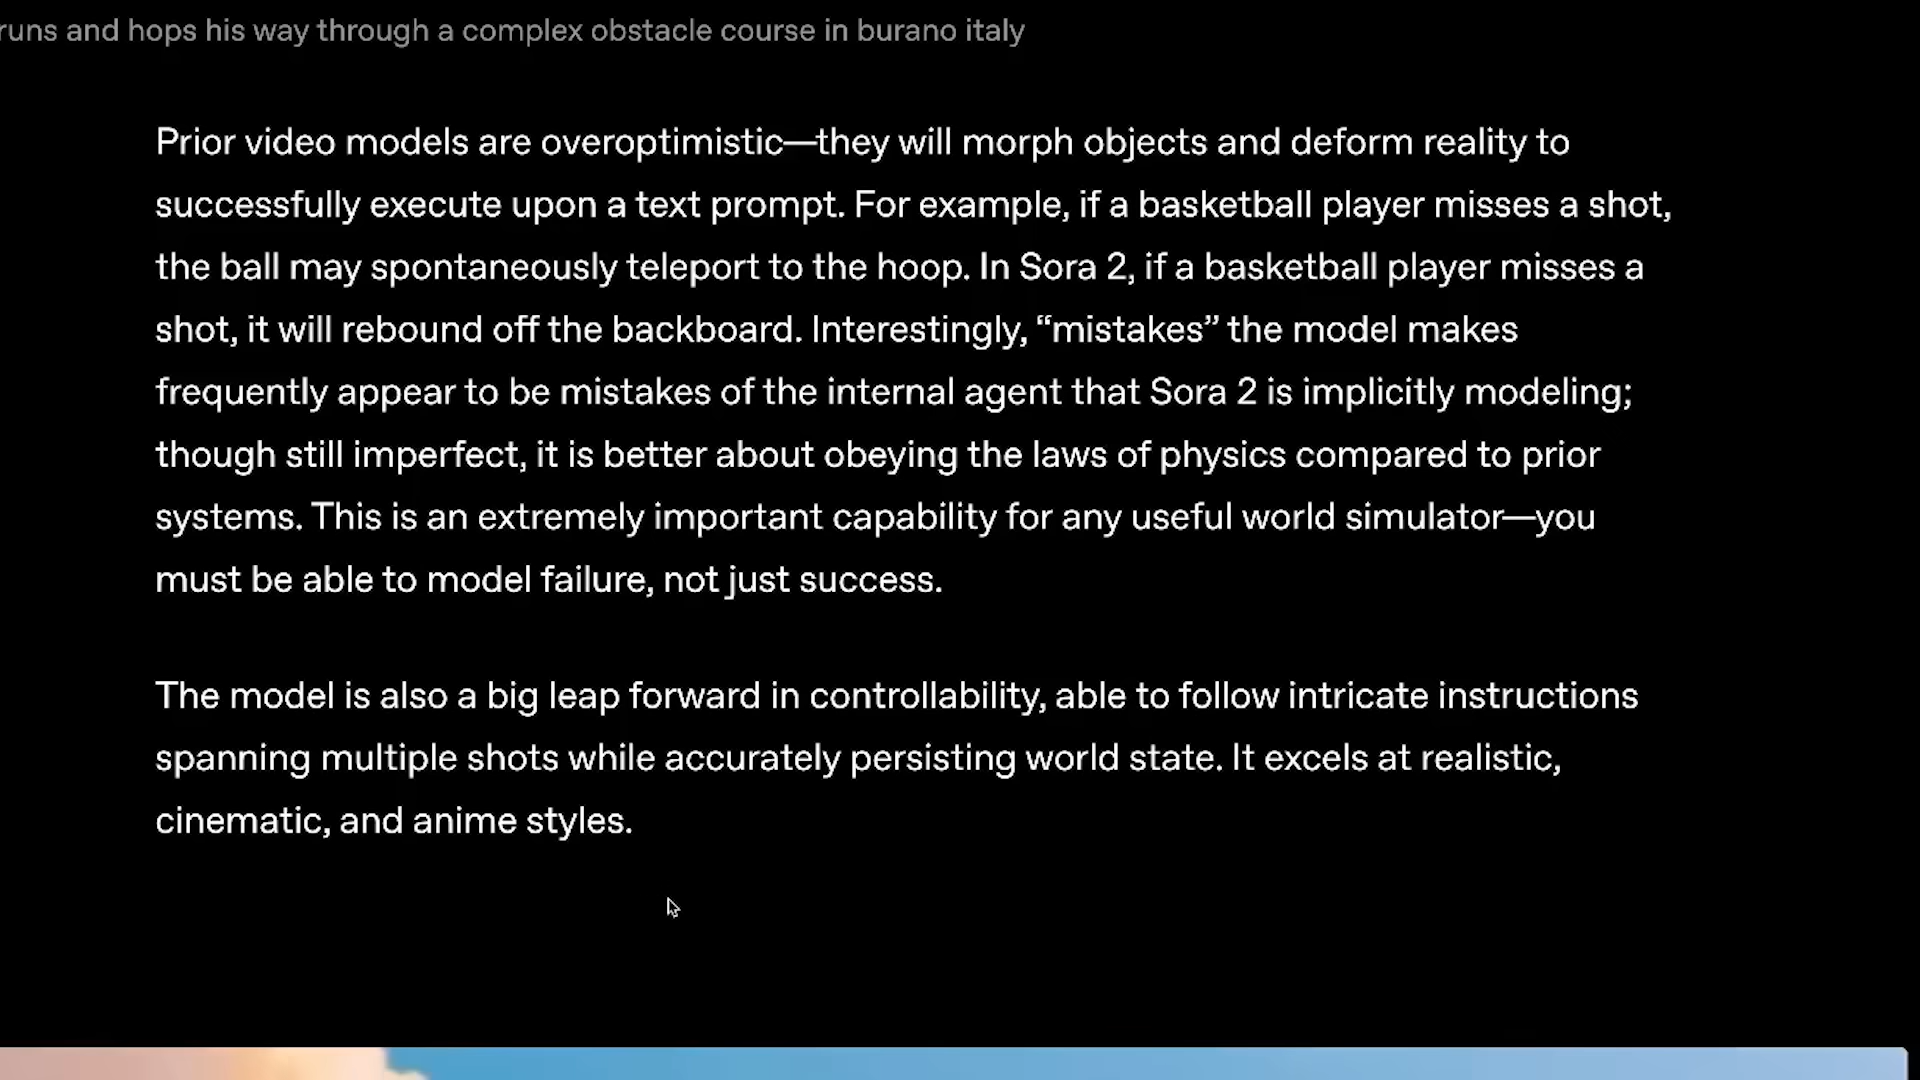 runs and hops his way through a complex obstacle course in burano italy
Prior video models are overoptimistic—they will morph objects and deform reality to
successfully execute upon a text prompt. For example, if a basketball player misses a shot,
the ball may spontaneously teleport to the hoop. In Sora 2, if a basketball player misses a
shot, it will rebound off the backboard. Interestingly, “mistakes” the model makes
frequently appear to be mistakes of the internal agent that Sora 2 is implicitly modeling;
though still imperfect, it is better about obeying the laws of physics compared to prior
systems. This is an extremely important capability for any useful world simulator—you
must be able to model failure, not just success.
The model is also a big leap forward in controllability, able to follow intricate instructions
spanning multiple shots while accurately persisting world state. It excels at realistic,
cinematic, and anime styles.